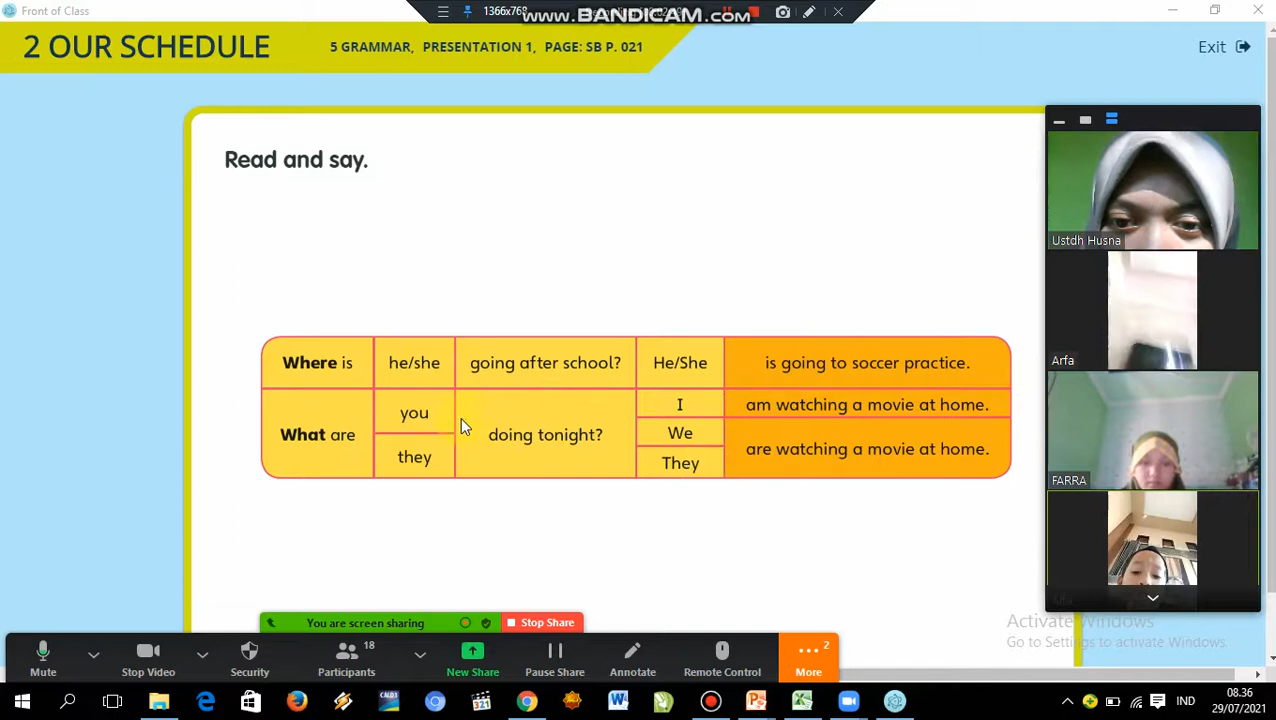 Front of Class
1366x768
www.BANDICAM.com
2 OUR SCHEDULE
5 GRAMMAR, PRESENTATION 1, PAGE: SB P. 021
Exit
Read and say.
Where is he/she going after school? He/She is going to soccer practice.
What are you they doing tonight?
I am watching a movie at home.
We They are watching a movie at home.
Ustdh Husna
Arfa
FARRA
You are screen sharing
Stop Share
Activate Windows
Go to Settings to activate Windows.
Mute
Stop Video
Security
18
Participants
New Share
Pause Share
Annotate
Remote Control
2
More
CALD3
321
IND
08.36
29/07/2021